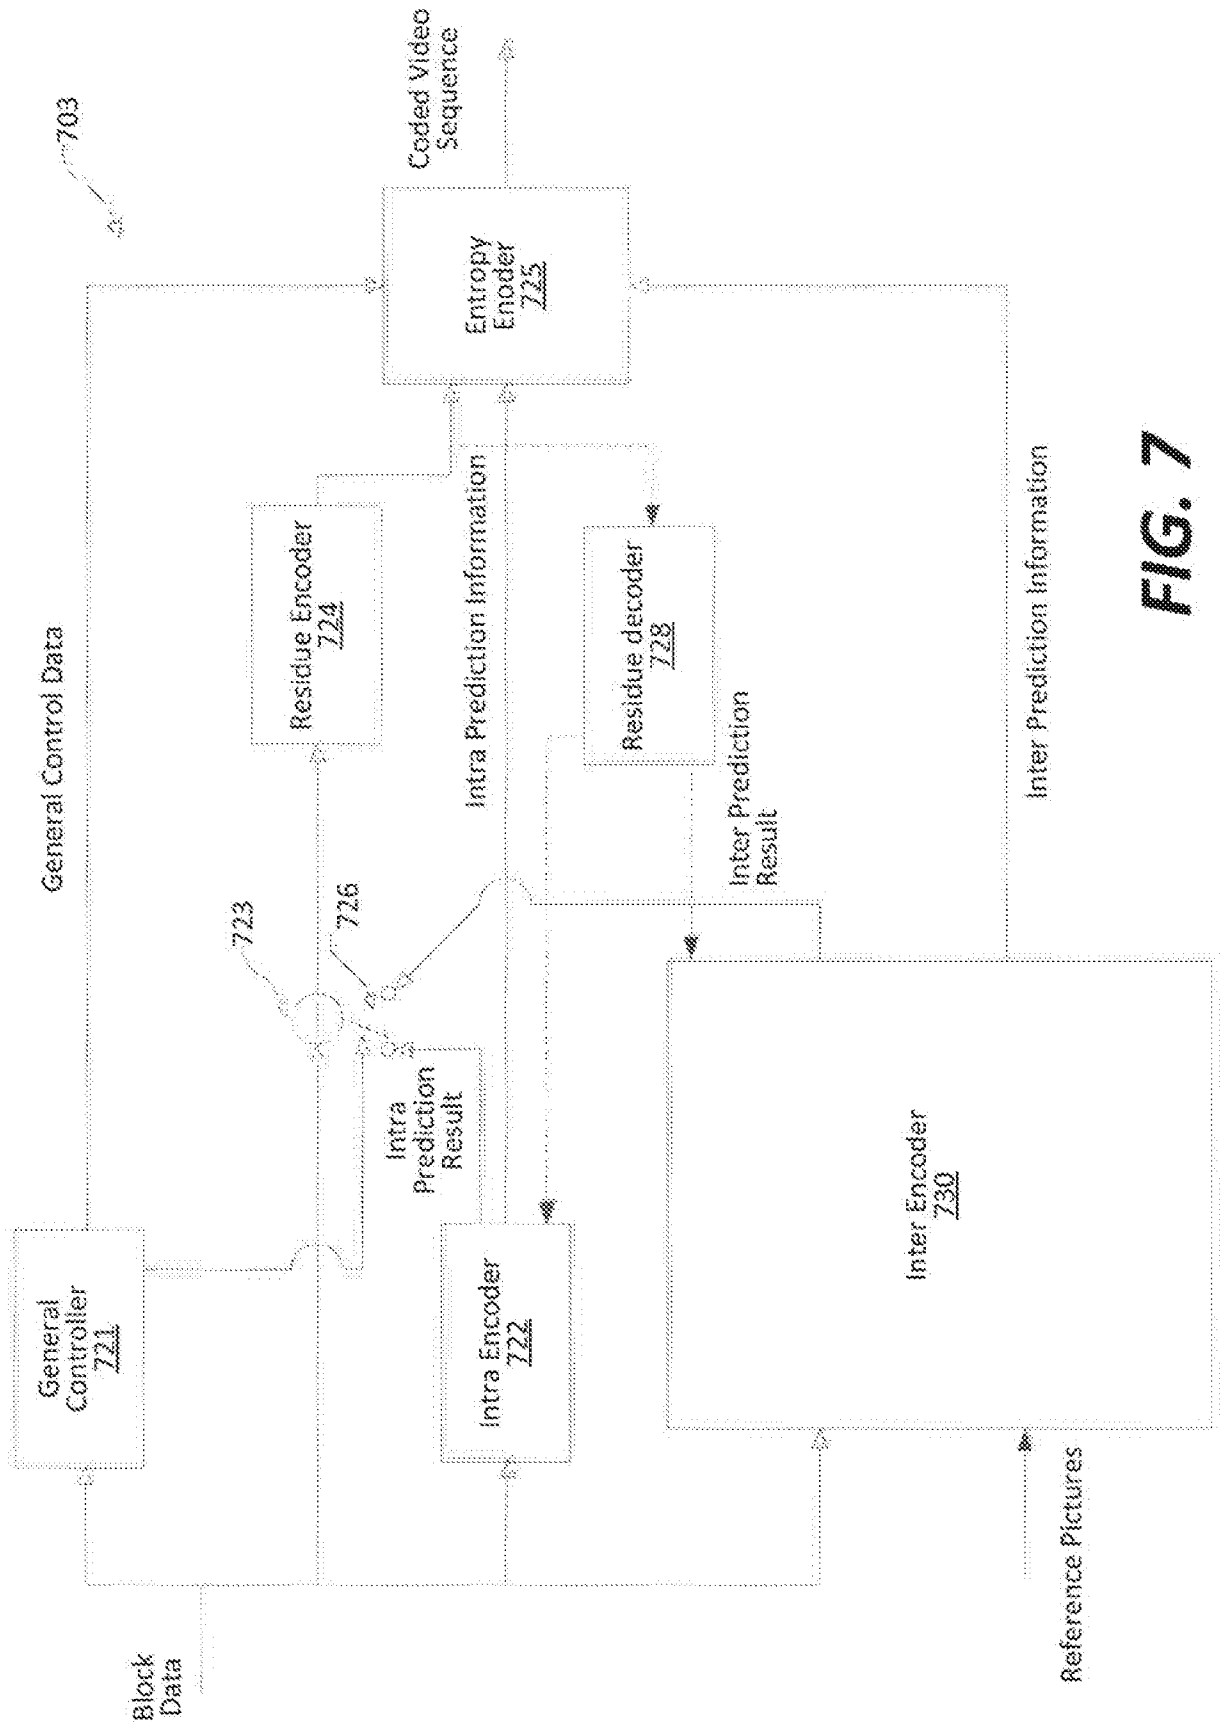 703
General Control Data
Coded Video
Sequence
General
Controller
721
723
726
Residue Encoder
724
Entropy
Enoder
725
Block
Data
Intra
Prediction
Result
Intra Prediction Information
Intra Encoder
722
Residue decoder
728
Inter Prediction
Result
Inter Encoder
730
Inter Prediction Information
Reference Pictures
FIG. 7